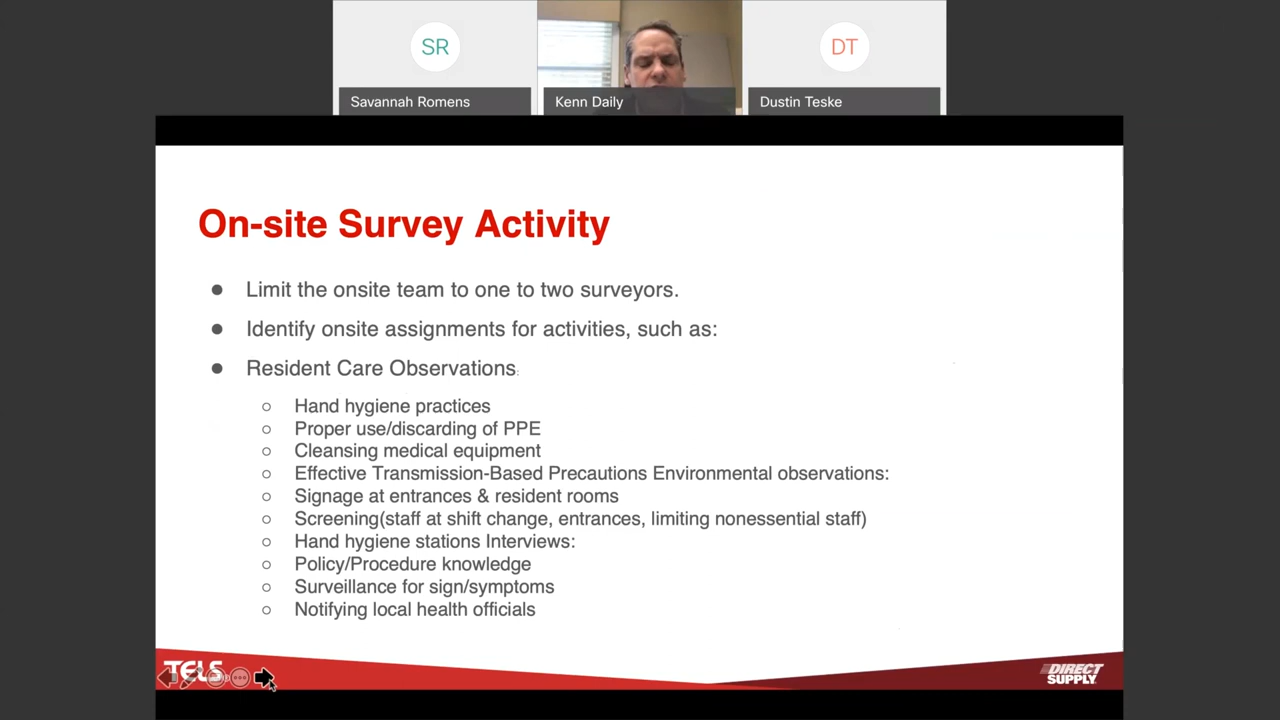 SR
DT
Savannah Romens
Kenn Daily
Dustin Teske
On-site Survey Activity
● Limit the onsite team to one to two surveyors.
● Identify onsite assignments for activities, such as:
● Resident Care Observations:
○ Hand hygiene practices
○ Proper use/discarding of PPE
○ Cleansing medical equipment
○ Effective Transmission-Based Precautions Environmental observations:
○ Signage at entrances & resident rooms
○ Screening(staff at shift change, entrances, limiting nonessential staff)
○ Hand hygiene stations Interviews:
○ Policy/Procedure knowledge
○ Surveillance for sign/symptoms
○ Notifying local health officials
TELS
DIRECT
SUPPLY